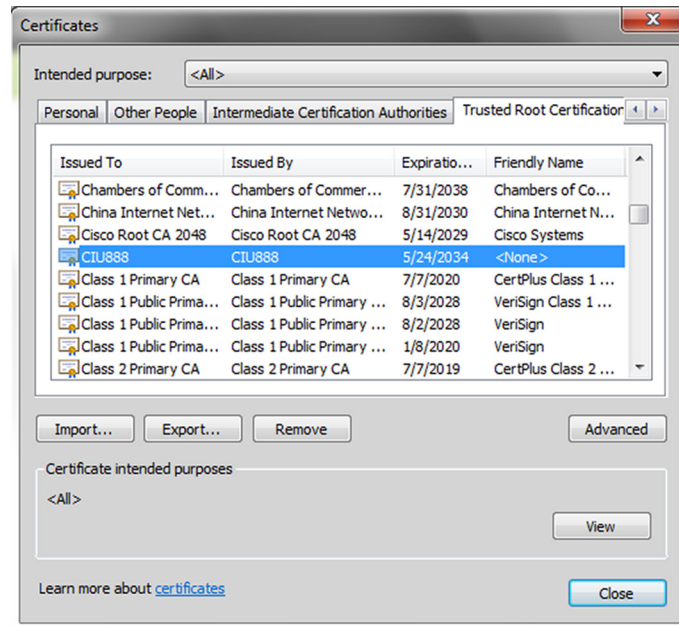 Certificates
Intended purpose: <All>
Personal Other People Intermediate Certification Authorities Trusted Root Certification
Issued To Issued By Expiratio... Friendly Name
Chambers of Comm... Chambers of Commer... 7/31/2038 Chambers of Co...
China Internet Net... China Internet Netwo... 8/31/2030 China Internet N...
Cisco Root CA 2048 Cisco Root CA 2048 5/14/2029 Cisco Systems
CIU888 CIU888 5/24/2034 <None>
Class 1 Primary CA Class 1 Primary CA 7/7/2020 CertPlus Class 1 ...
Class 1 Public Prima... Class 1 Public Primary ... 8/3/2028 VeriSign Class 1 ...
Class 1 Public Prima... Class 1 Public Primary ... 8/2/2028 VeriSign
Class 1 Public Prima... Class 1 Public Primary ... 1/8/2020 VeriSign
Class 2 Primary CA Class 2 Primary CA 7/7/2019 CertPlus Class 2 ...
Import... Export... Remove Advanced
Certificate intended purposes
<All>
View
Learn more about certificates
Close